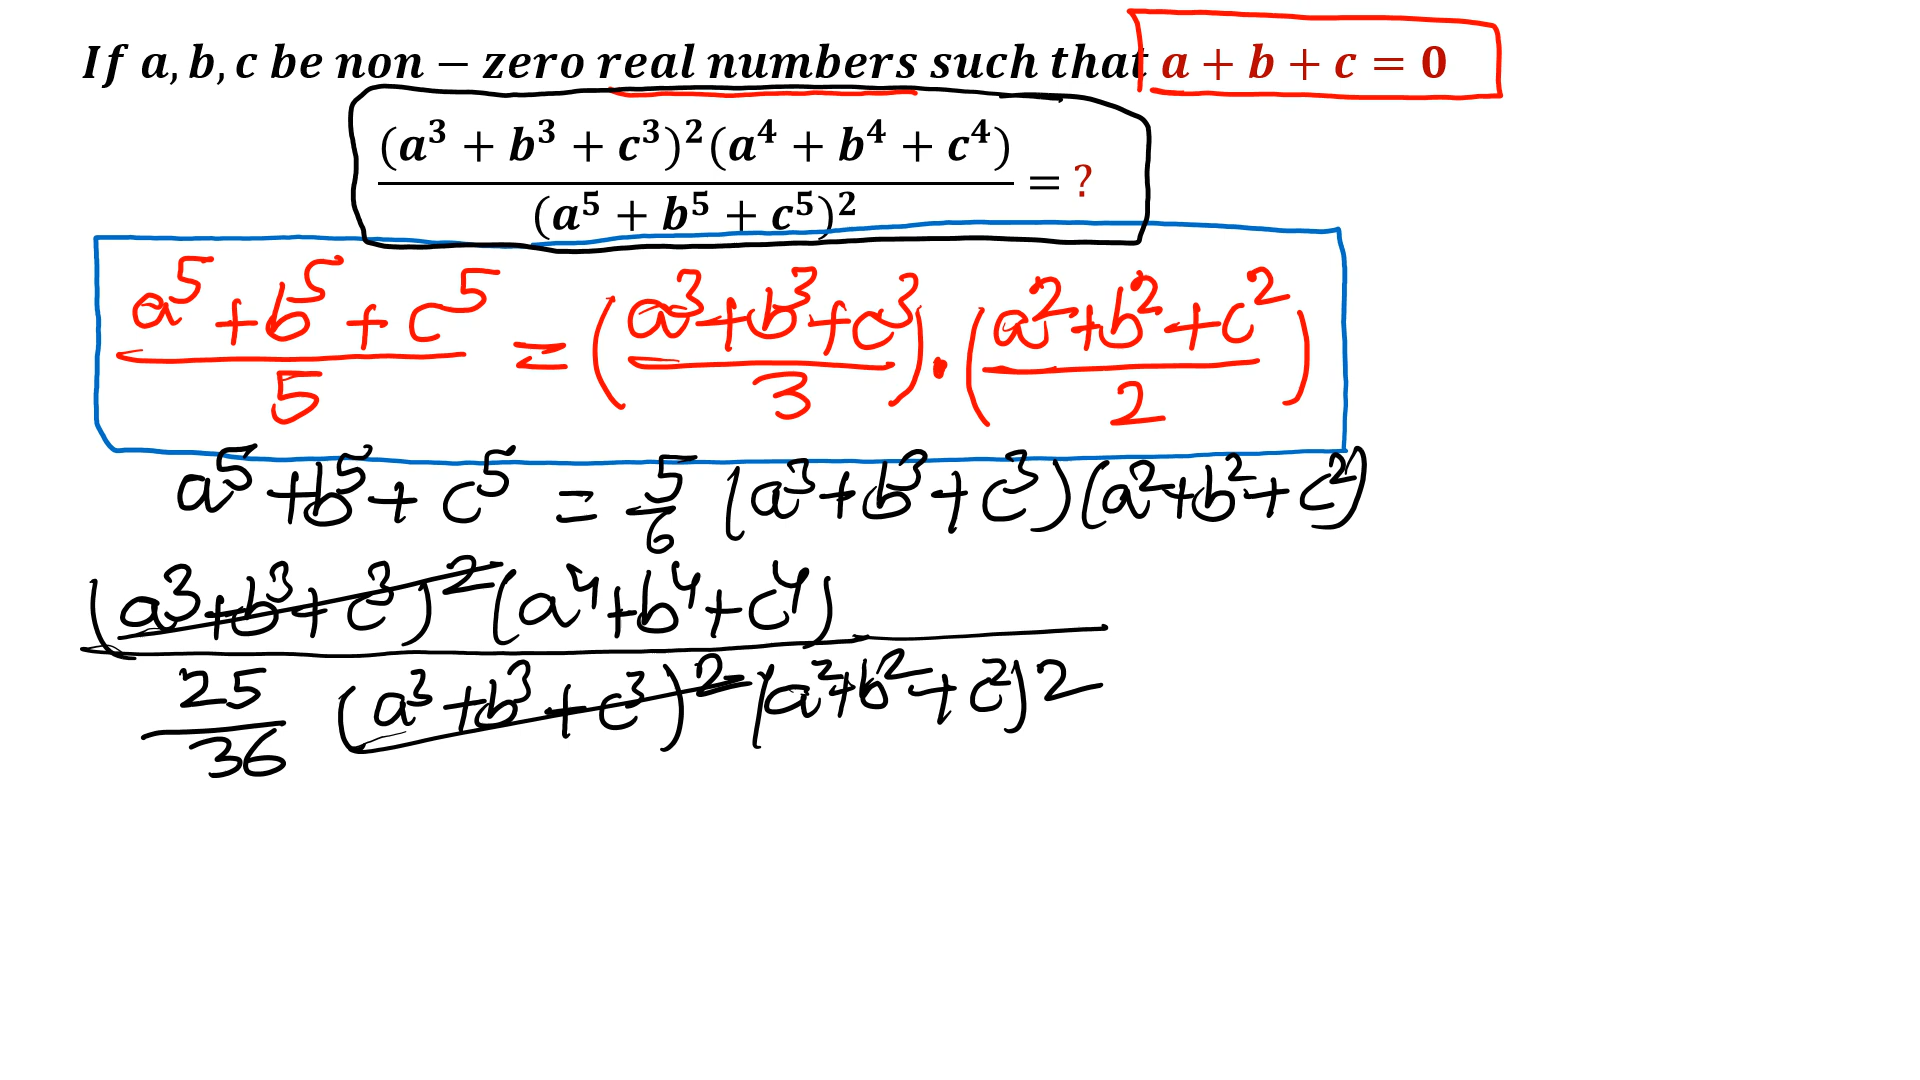 If a, b, c be non − zero real numbers such that a + b + c = 0
(a³ + b³ + c³)²(a⁴ + b⁴ + c⁴)
= ?
(a⁵ + b⁵ + c⁵)²
a⁵ + b⁵ + c⁵ = (a³ + b³ + c³) . (a² + b² + c²)
5 3 2
a⁵ + b⁵ + c⁵ = 5/6 (a³ + b³ + c³)(a² + b² + c²)
(a³ + b³ + c³)²(a⁴ + b⁴ + c⁴)
25/36 (a³ + b³ + c³)²(a² + b² + c²)²